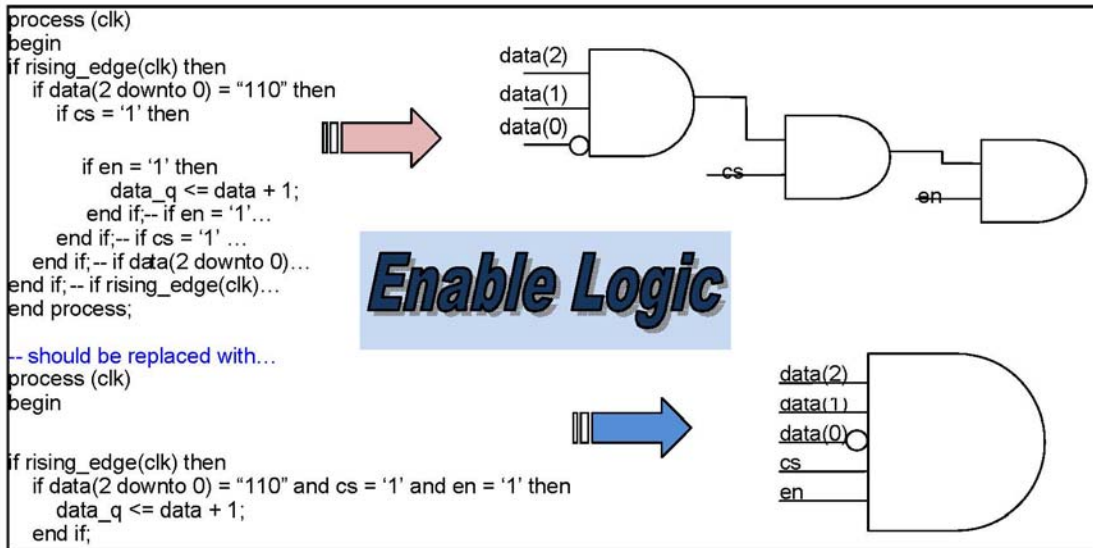 process (clk)
begin
if rising_edge(clk) then
if data(2 downto 0) = “110” then
if cs = ‘1’ then
if en = ‘1’ then
data_q <= data + 1;
end if;-- if en = ‘1’…
end if;-- if cs = ‘1’ …
end if;-- if data(2 downto 0)…
end if;-- if rising_edge(clk)…
end process;
data(2)
data(1)
data(0)
cs
en
Enable Logic
-- should be replaced with…
process (clk)
begin
if rising_edge(clk) then
if data(2 downto 0) = “110” and cs = ‘1’ and en = ‘1’ then
data_q <= data + 1;
end if;
data(2)
data(1)
data(0)
cs
en